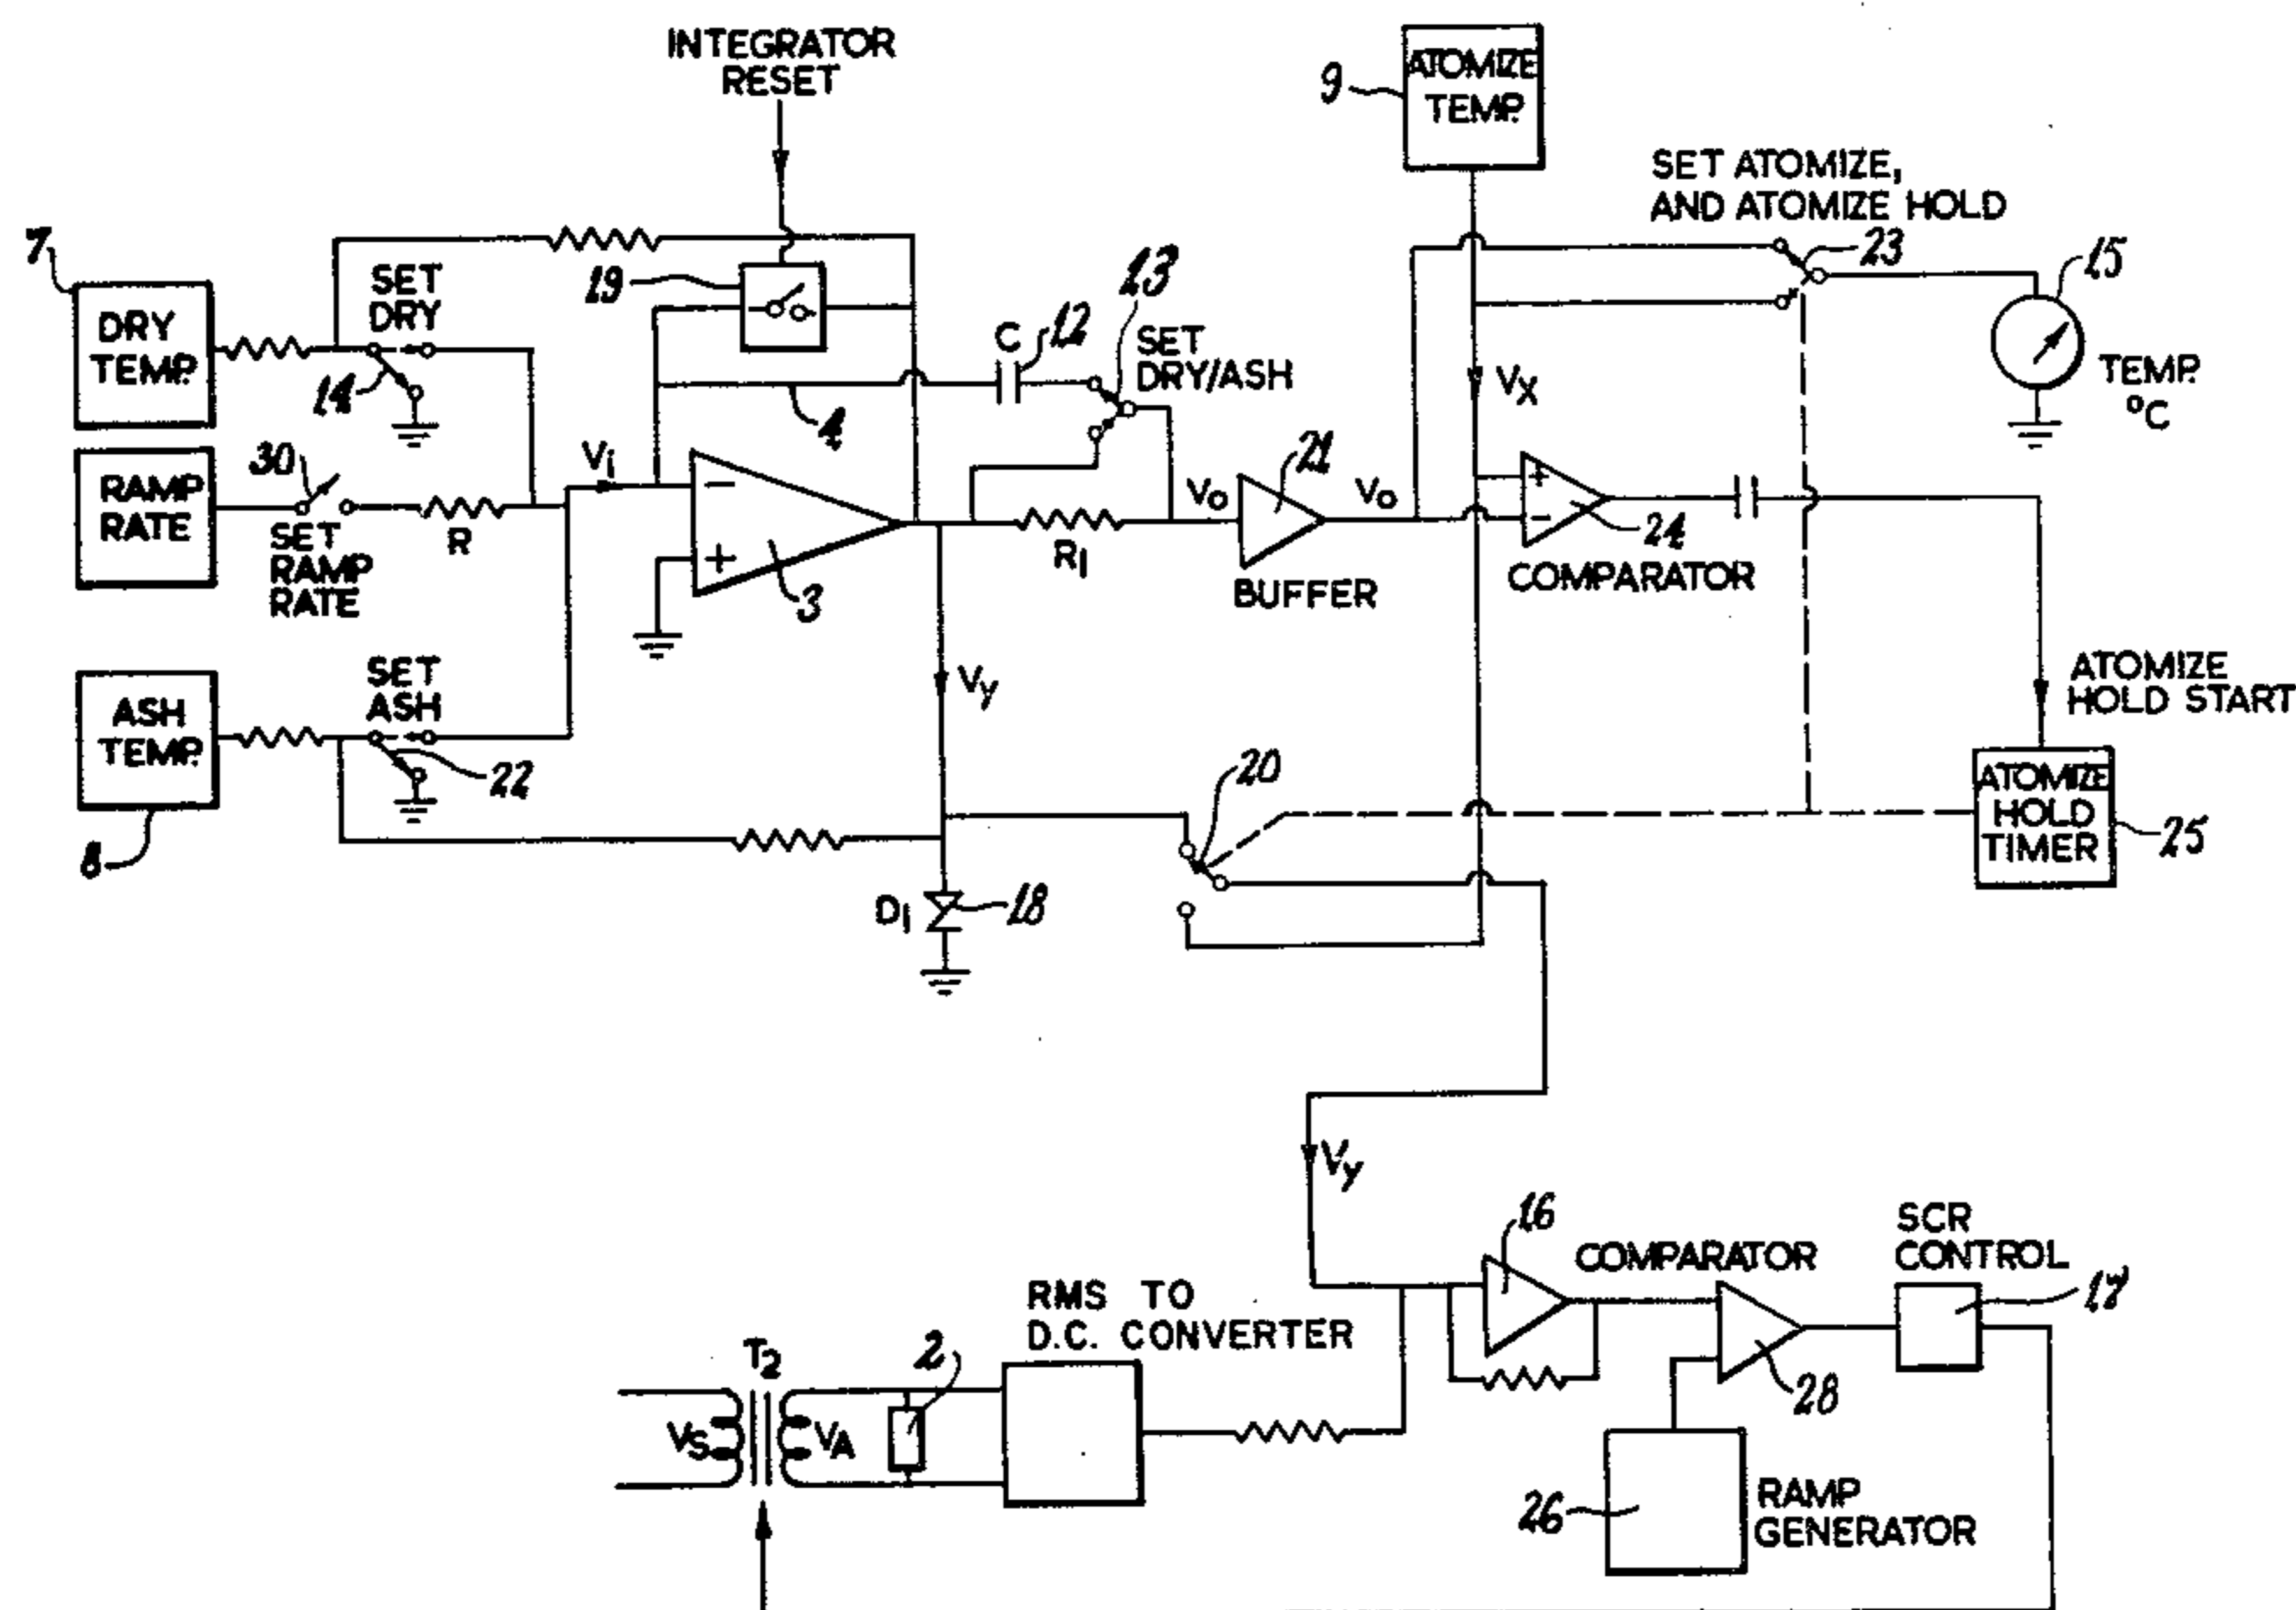 INTEGRATOR
RESET
9
ATOMIZE
TEMP.
SET ATOMIZE,
AND ATOMIZE HOLD
23
15
TEMP.
°C
7
DRY
TEMP.
SET
DRY
14
19
C
12
13
SET
DRY/ASH
4
RAMP
RATE
30
SET
RAMP
RATE
R
Vi
−
+
3
R1
Vo
21
BUFFER
Vo
VX
+
−
24
COMPARATOR
ATOMIZE
HOLD START
ASH
TEMP.
8
SET
ASH
22
Vy
20
ATOMIZE
HOLD
TIMER
25
D1
18
Vy
16
COMPARATOR
SCR
CONTROL
17
28
RMS TO
D.C. CONVERTER
T2
2
VS
VA
26
RAMP
GENERATOR